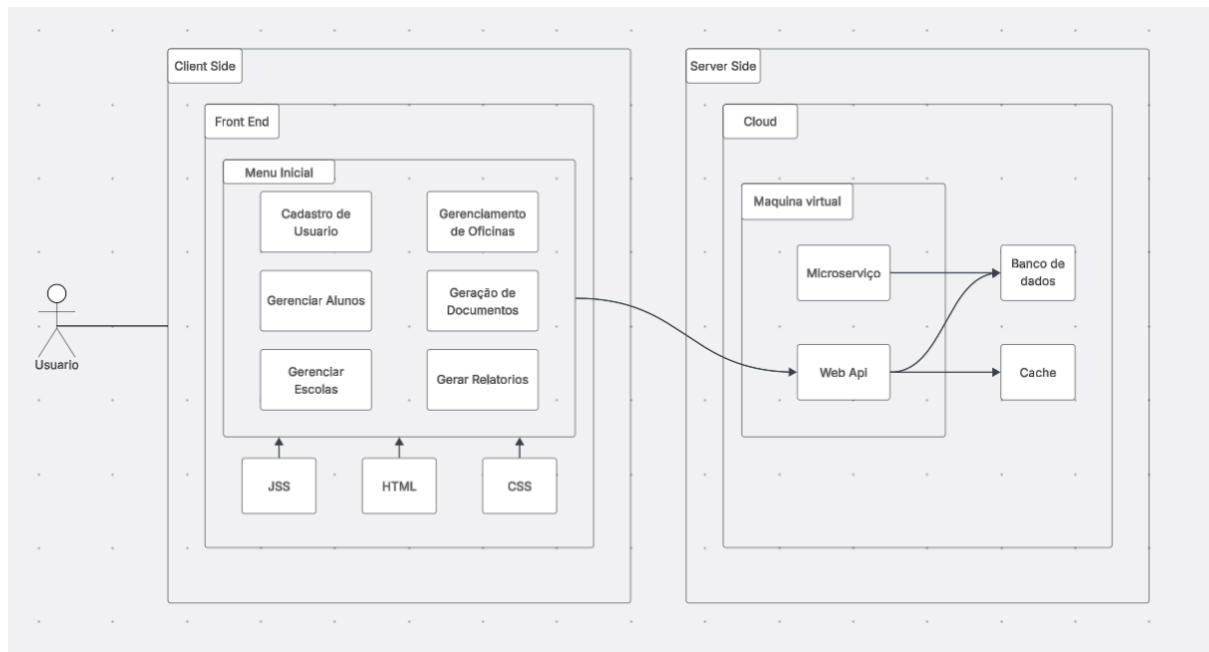 Client Side
Front End
Menu Inicial
Cadastro de
Usuario
Gerenciamento
de Oficinas
Gerenciar Alunos
Geração de
Documentos
Gerenciar
Escolas
Gerar Relatorios
JSS
HTML
CSS
Usuario
Server Side
Cloud
Maquina virtual
Microserviço
Banco de
dados
Web Api
Cache